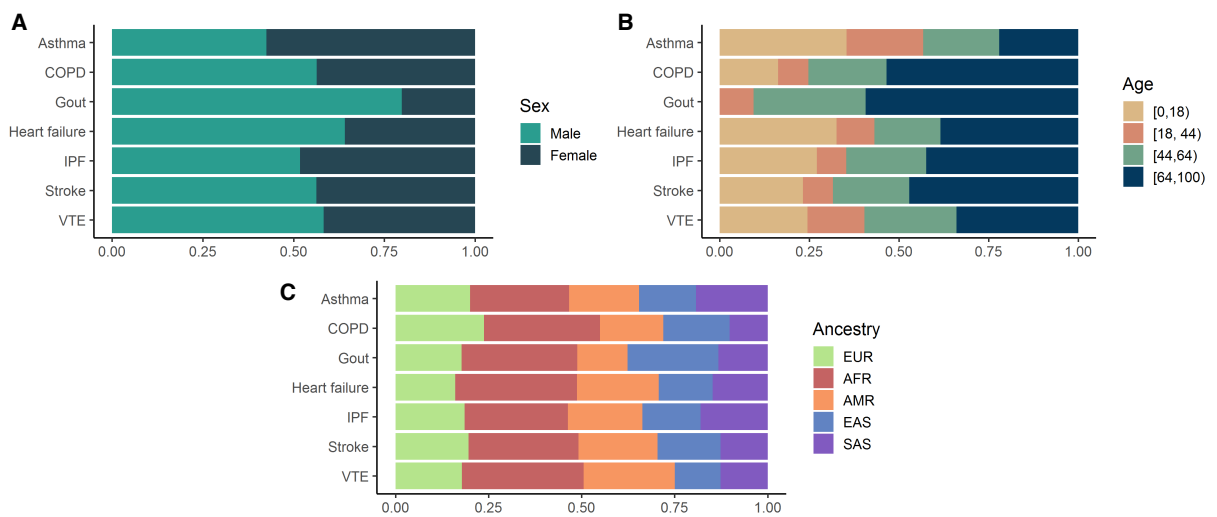 A
Asthma
COPD
Gout
Heart failure
IPF
Stroke
VTE
0.00 0.25 0.50 0.75 1.00
Sex
Male
Female
B
Asthma
COPD
Gout
Heart failure
IPF
Stroke
VTE
0.00 0.25 0.50 0.75 1.00
Age
[0,18)
[18, 44)
[44,64)
[64,100)
C
Asthma
COPD
Gout
Heart failure
IPF
Stroke
VTE
0.00 0.25 0.50 0.75 1.00
Ancestry
EUR
AFR
AMR
EAS
SAS